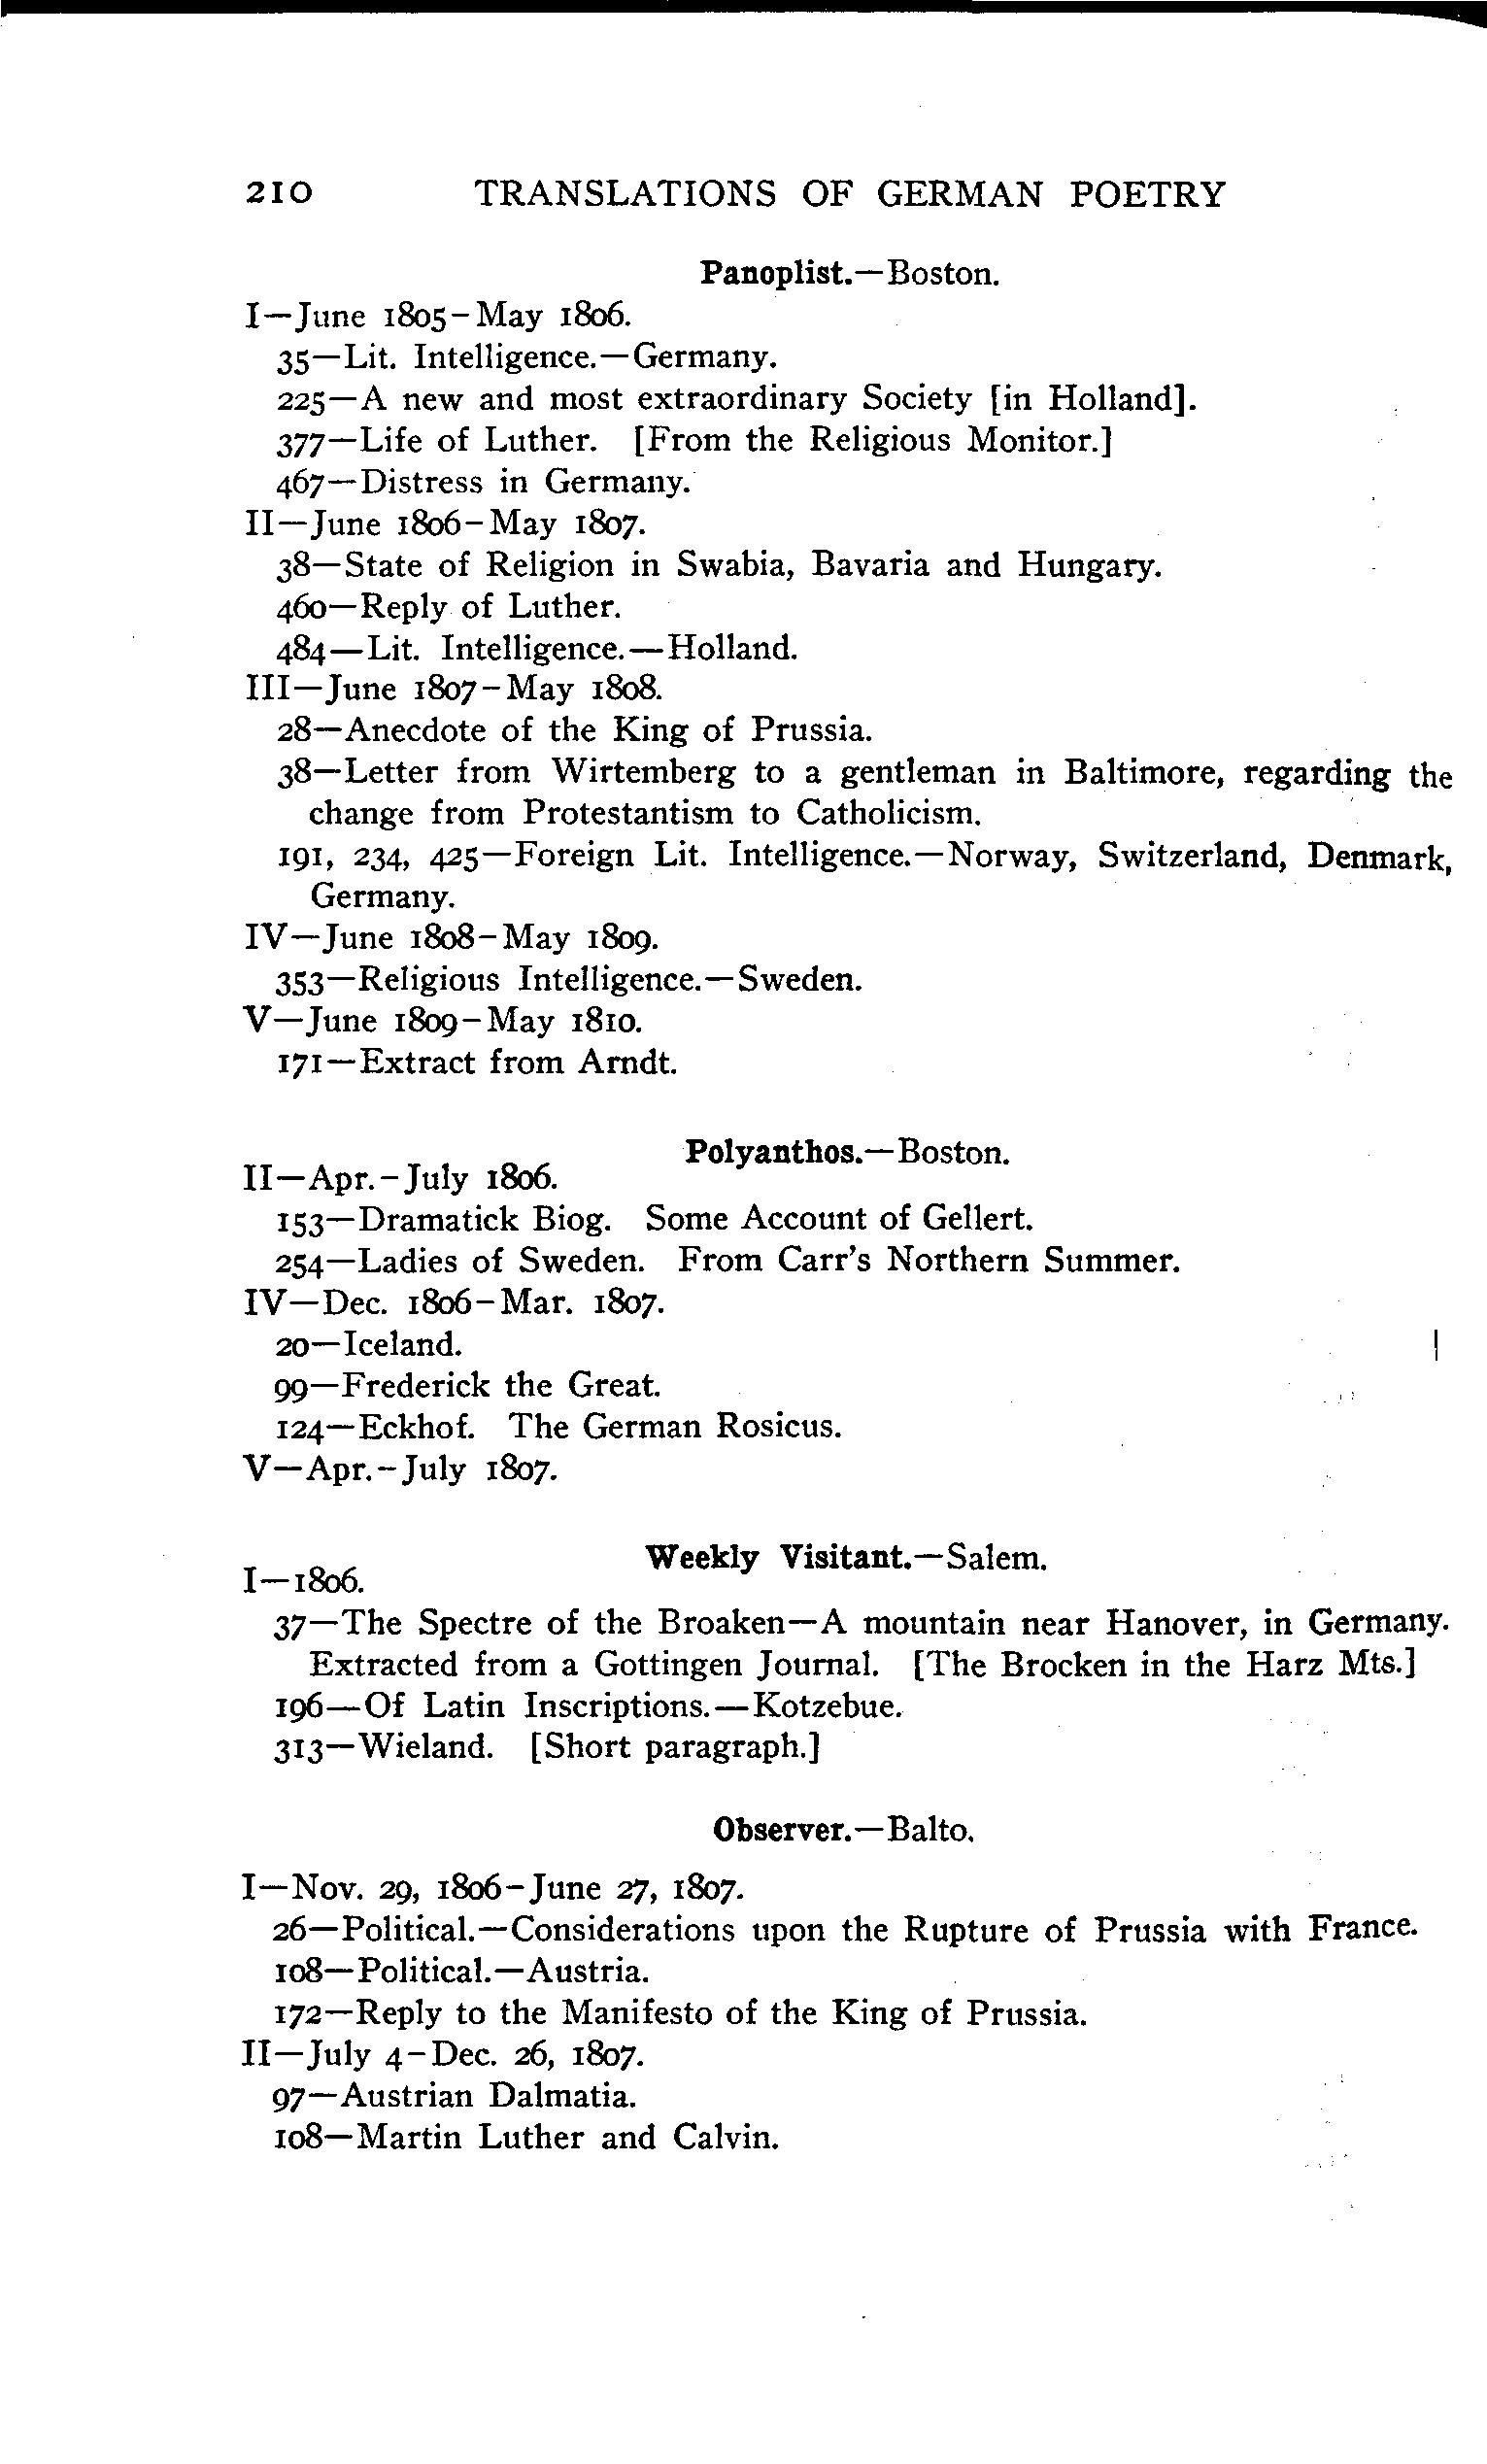 210 TRANSLATIONS OF GERMAN POETRY
Panoplist.—Boston.
I—June 1805-May 1806.
35—Lit. Intelligence.—Germany.
225—A new and most extraordinary Society [in Holland].
377—Life of Luther. [From the Religious Monitor.]
467—Distress in Germany.
II—June 1806-May 1807.
38—State of Religion in Swabia, Bavaria and Hungary.
460—Reply of Luther.
484—Lit. Intelligence.—Holland.
III—June 1807-May 1808.
28—Anecdote of the King of Prussia.
38—Letter from Wirtemberg to a gentleman in Baltimore, regarding the
change from Protestantism to Catholicism.
191, 234, 425—Foreign Lit. Intelligence.—Norway, Switzerland, Denmark,
Germany.
IV—June 1808-May 1809.
353—Religious Intelligence.—Sweden.
V—June 1809-May 1810.
171—Extract from Arndt.
Polyanthos.—Boston.
II—Apr.-July 1806.
153—Dramatick Biog. Some Account of Gellert.
254—Ladies of Sweden. From Carr's Northern Summer.
IV—Dec. 1806-Mar. 1807.
20—Iceland.
99—Frederick the Great.
124—Eckhof. The German Rosicus.
V—Apr.-July 1807.
Weekly Visitant.—Salem.
I—1806.
37—The Spectre of the Broaken—A mountain near Hanover, in Germany.
Extracted from a Gottingen Journal. [The Brocken in the Harz Mts.]
196—Of Latin Inscriptions.—Kotzebue.
313—Wieland. [Short paragraph.]
Observer.—Balto.
I—Nov. 29, 1806-June 27, 1807.
26—Political.—Considerations upon the Rupture of Prussia with France.
108—Political.—Austria.
172—Reply to the Manifesto of the King of Prussia.
II—July 4-Dec. 26, 1807.
97—Austrian Dalmatia.
108—Martin Luther and Calvin.